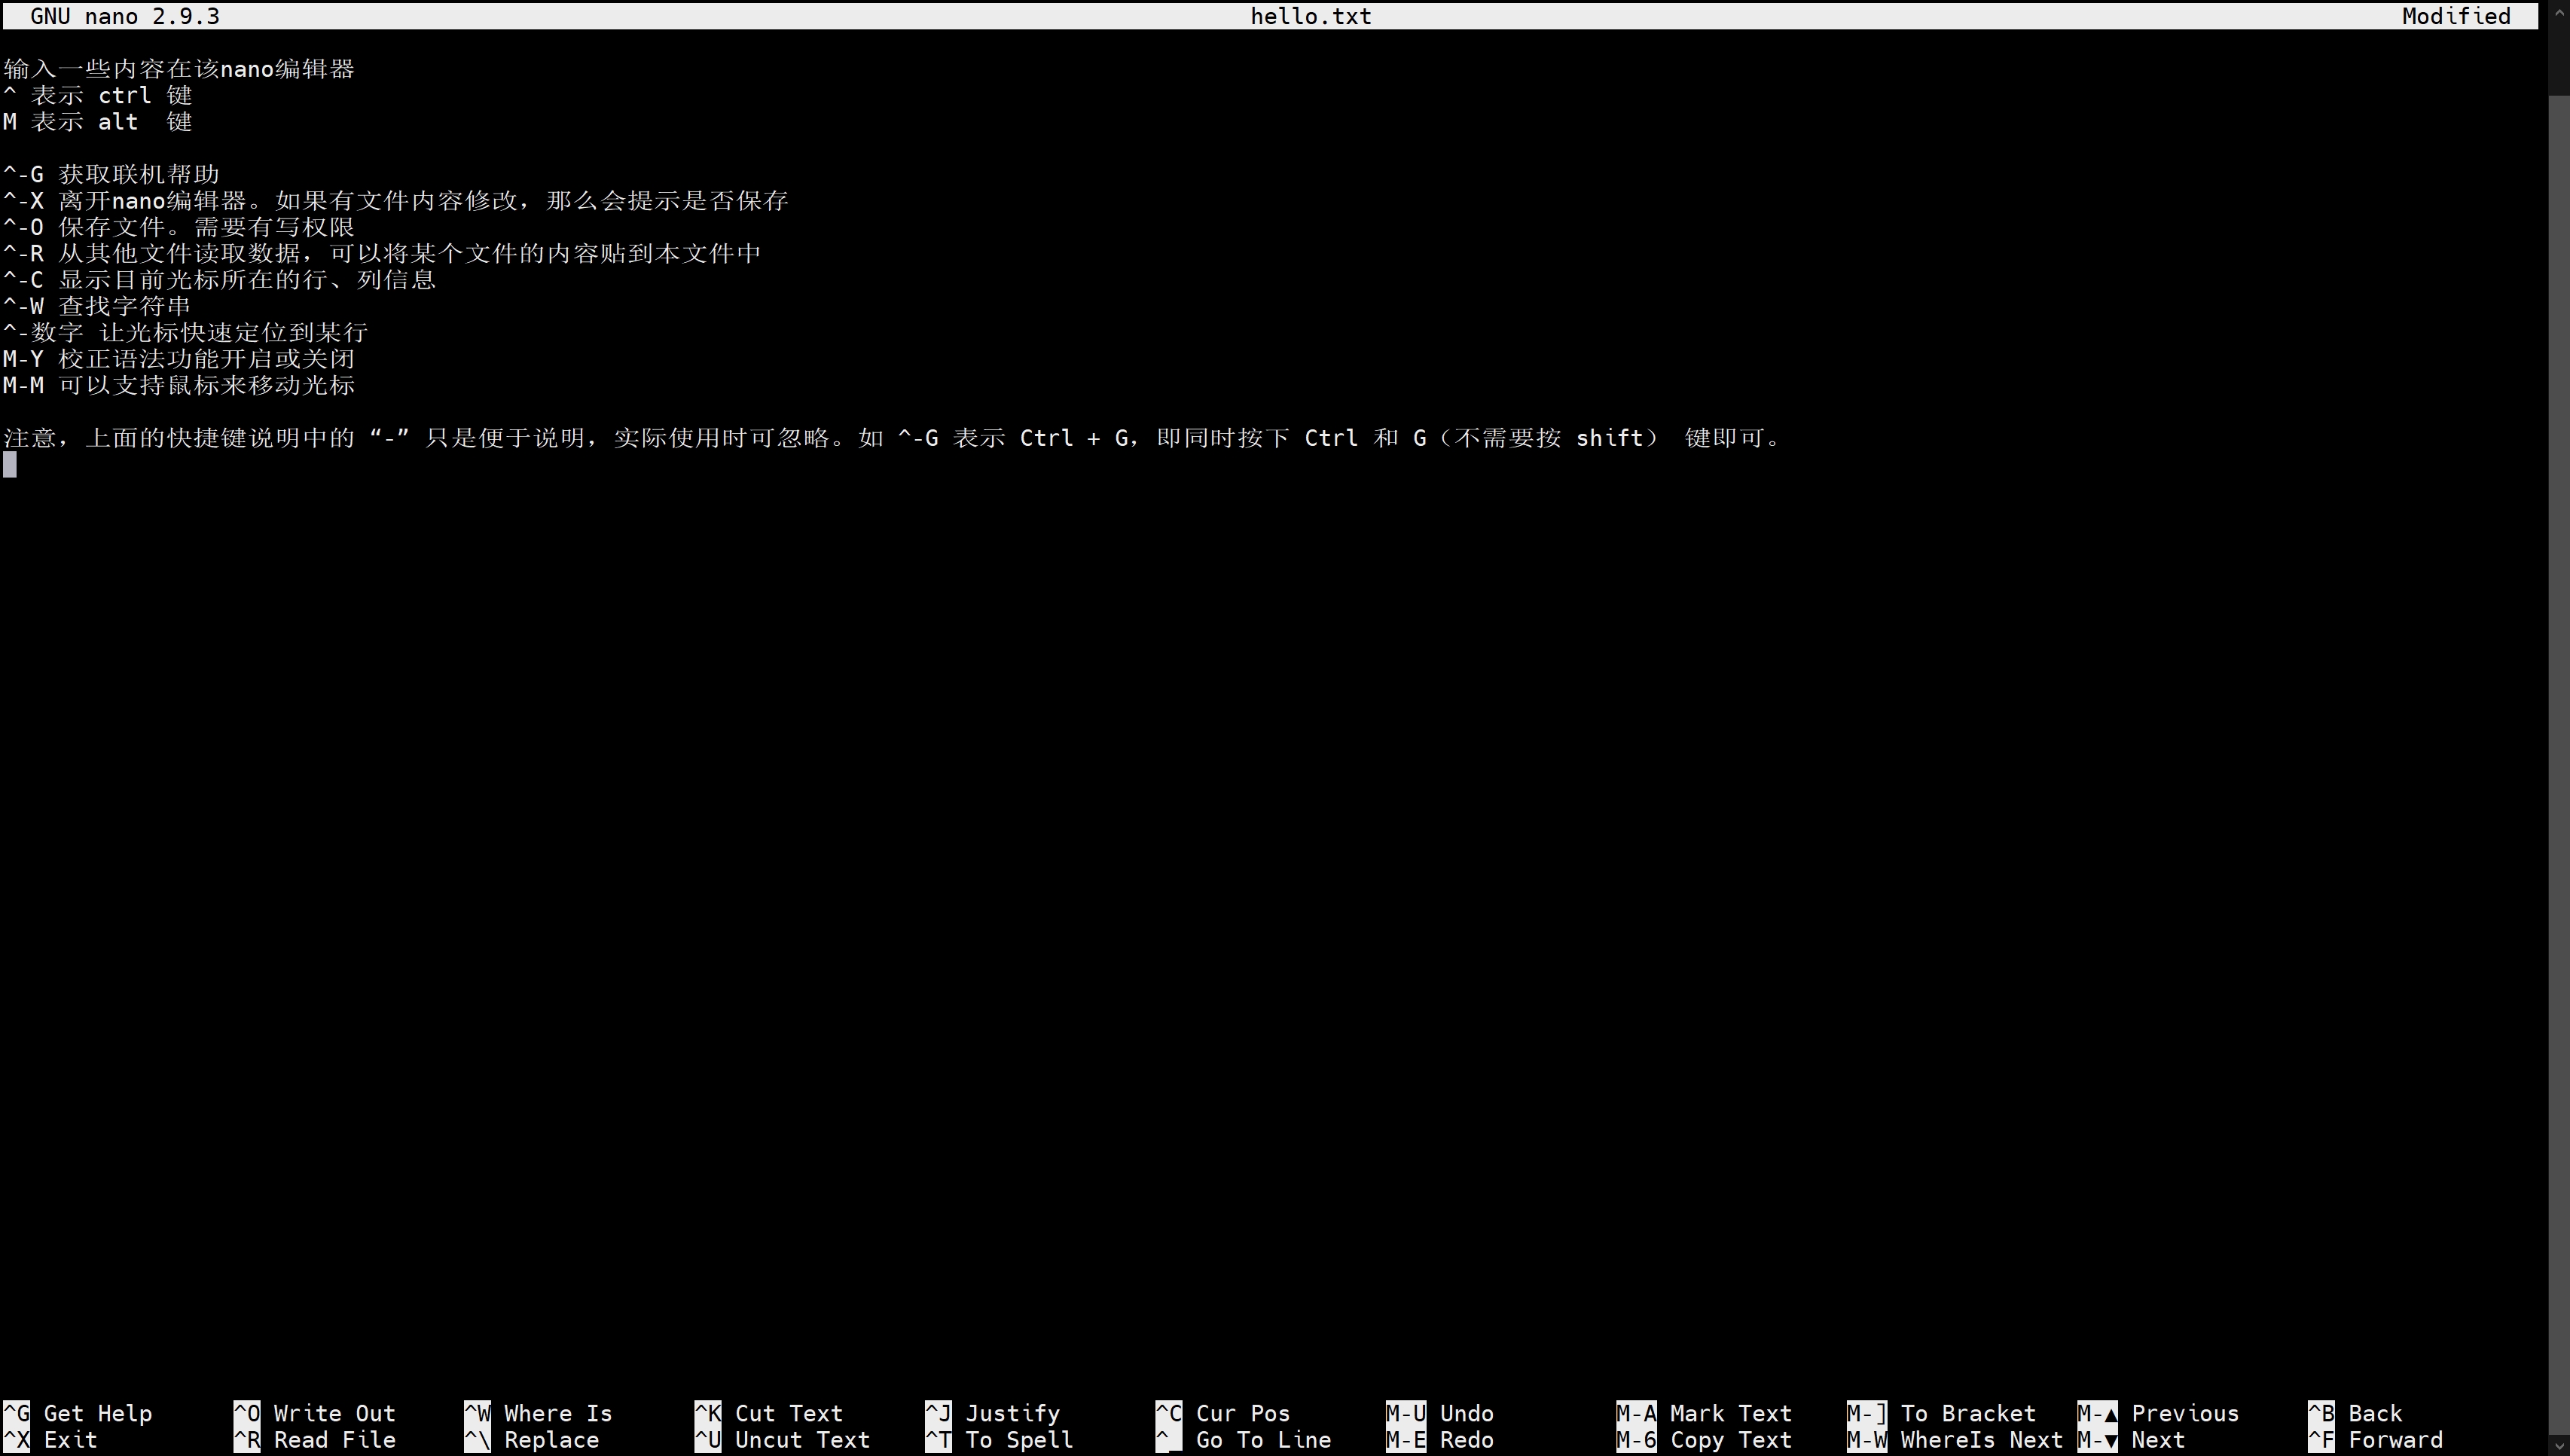 GNU nano 2.9.3 hello.txt Modified
输入一些内容在该nano编辑器
^ 表示 ctrl 键
M 表示 alt  键
^-G 获取联机帮助
^-X 离开nano编辑器。如果有文件内容修改，那么会提示是否保存
^-O 保存文件。需要有写权限
^-R 从其他文件读取数据，可以将某个文件的内容贴到本文件中
^-C 显示目前光标所在的行、列信息
^-W 查找字符串
^-数字 让光标快速定位到某行
M-Y 校正语法功能开启或关闭
M-M 可以支持鼠标来移动光标
注意，上面的快捷键说明中的 “-” 只是便于说明，实际使用时可忽略。如 ^-G 表示 Ctrl + G，即同时按下 Ctrl 和 G（不需要按 shift） 键即可。
^G Get Help ^O Write Out ^W Where Is ^K Cut Text ^J Justify ^C Cur Pos M-U Undo M-A Mark Text M-] To Bracket M-▲ Previous ^B Back
^X Exit ^R Read File ^\ Replace ^U Uncut Text ^T To Spell ^_ Go To Line M-E Redo M-6 Copy Text M-W WhereIs Next M-▼ Next ^F Forward